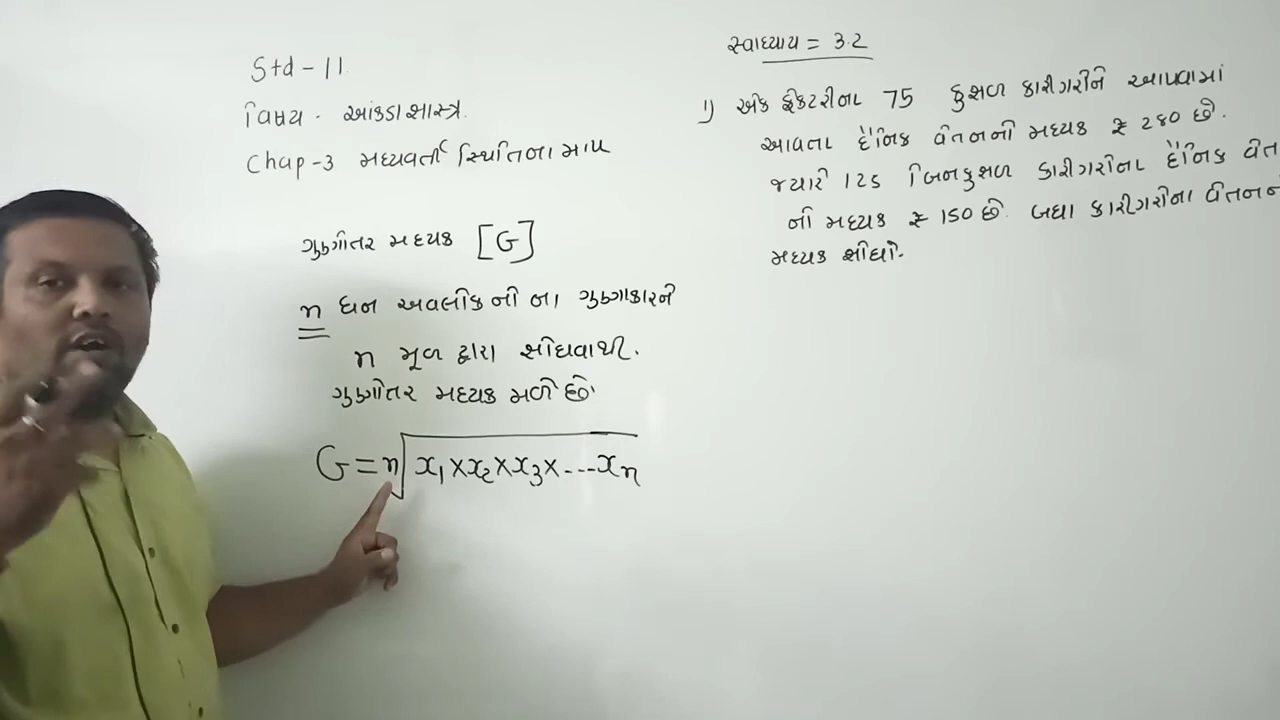 Std - 11.
વિષય - આંકડાશાસ્ત્ર.
Chap-3 મધ્યવર્તી સ્થિતિના માપ
ગુણોતર મધ્યક [G]
n ધન અવલોકનોના ગુણાકારને
n મૂળ દ્વારા શોધવાથી.
ગુણોતર મધ્યક મળે છે.
G = n√x₁×x₂×x₃×---xₙ
સ્વાધ્યાય = 3.2
1) એક ફેક્ટરીના 75 કુશળ કારીગરોને આપવામાં
આવતા દૈનિક વેતનનો મધ્યક ₹ 280 છે.
જ્યારે 125 બિનકુશળ કારીગરોના દૈનિક
નો મધ્યક ₹ 150 છે. બધા કારીગરોના
મધ્યક શોધો.